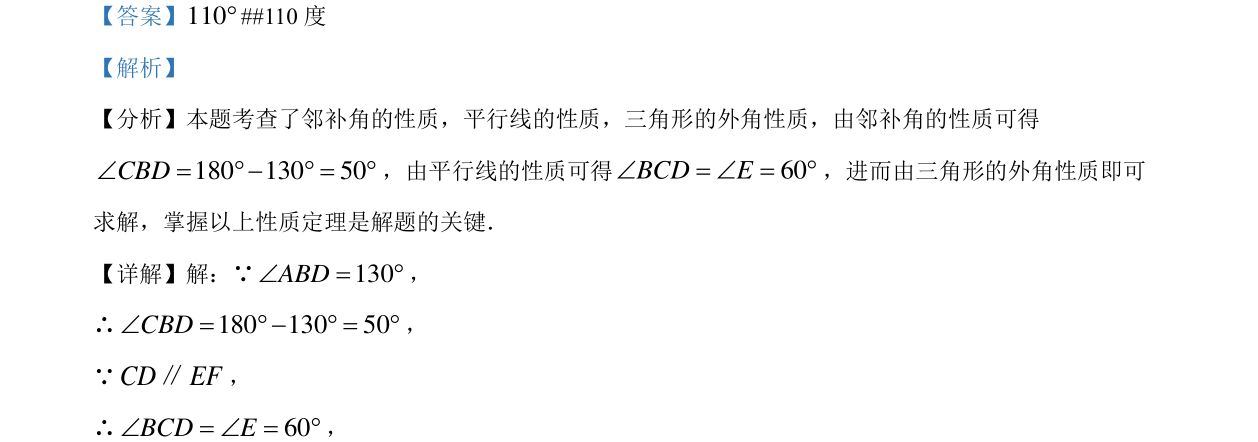 【答案】110°##110 度
【解析】
【分析】本题考查了邻补角的性质，平行线的性质，三角形的外角性质，由邻补角的性质可得
∠CBD＝180°−130°＝50°，由平行线的性质可得∠BCD＝∠E＝60°，进而由三角形的外角性质即可
求解，掌握以上性质定理是解题的关键．
【详解】解：∵∠ABD＝130°，
∴∠CBD＝180°−130°＝50°，
∵CD∥EF，
∴∠BCD＝∠E＝60°，